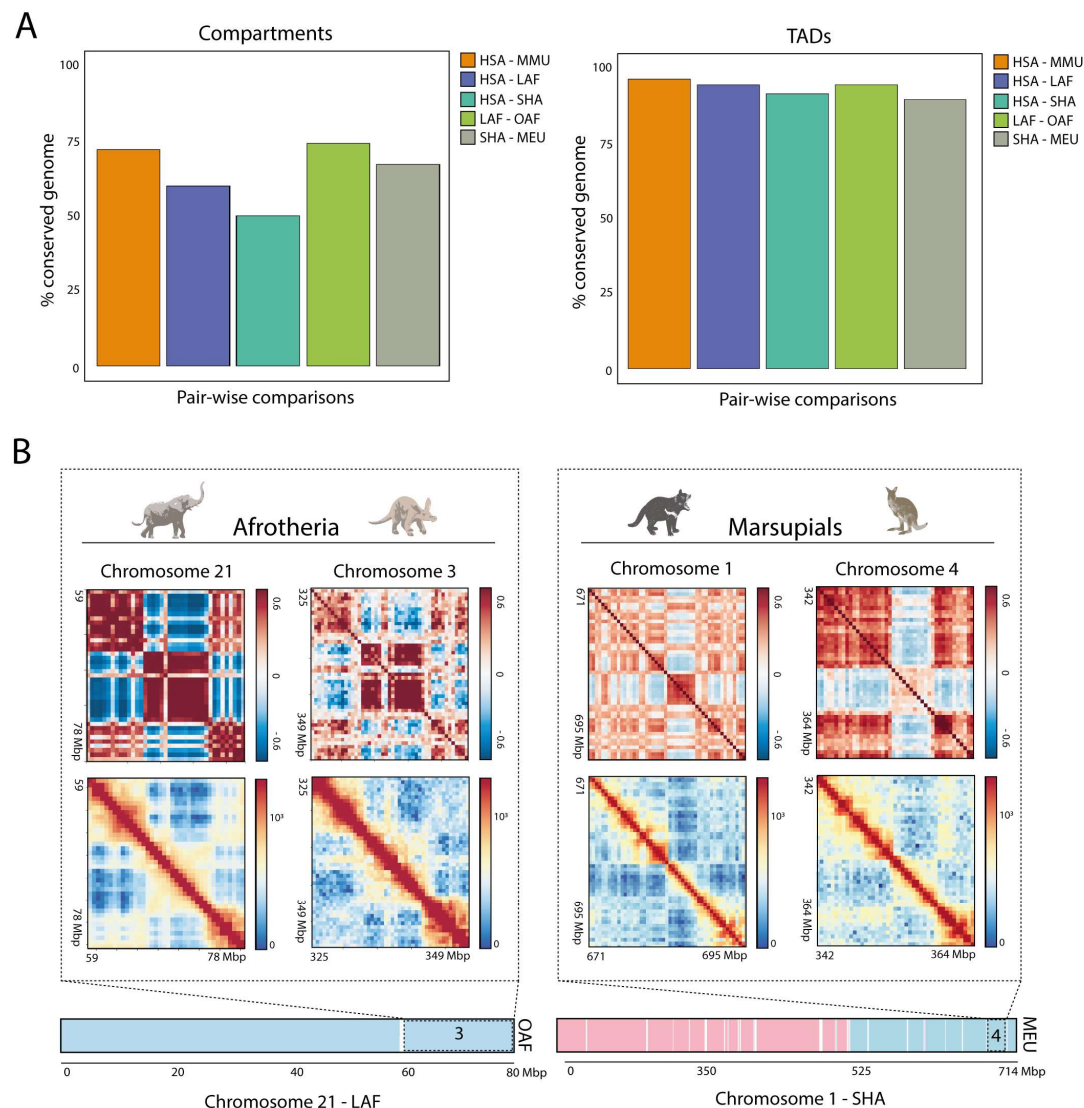 A
Compartments
% conserved genome
100
75
50
25
0
Pair-wise comparisons
HSA - MMU
HSA - LAF
HSA - SHA
LAF - OAF
SHA - MEU
TADs
% conserved genome
100
75
50
25
0
Pair-wise comparisons
HSA - MMU
HSA - LAF
HSA - SHA
LAF - OAF
SHA - MEU
B
Afrotheria
Chromosome 21
59
78 Mbp
0.6
0
- 0.6
Chromosome 3
325
349 Mbp
0.6
0
- 0.6
59
78 Mbp
59
78 Mbp
10³
0
325
349 Mbp
325
349 Mbp
10³
0
Marsupials
Chromosome 1
671
695 Mbp
0.6
0
- 0.6
Chromosome 4
342
364 Mbp
0.6
0
- 0.6
671
695 Mbp
671
695 Mbp
10³
0
342
364 Mbp
342
364 Mbp
10³
0
3
OAF
0
20
40
60
80 Mbp
Chromosome 21 - LAF
4
MEU
0
350
525
714 Mbp
Chromosome 1 - SHA